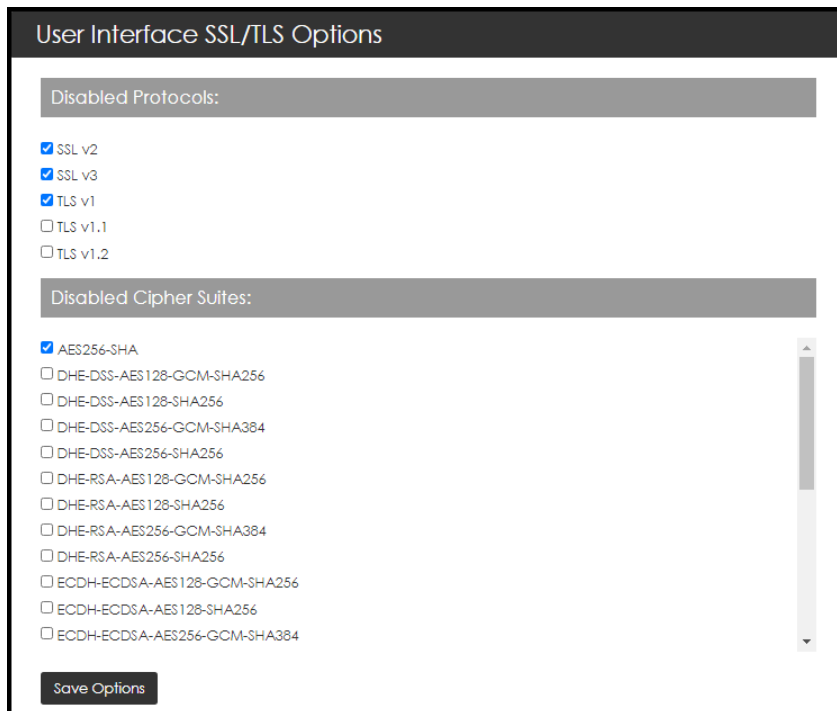 User Interface SSL/TLS Options
Disabled Protocols:
SSL v2
SSL v3
TLS v1
TLS v1.1
TLS v1.2
Disabled Cipher Suites:
AES256-SHA
DHE-DSS-AES128-GCM-SHA256
DHE-DSS-AES128-SHA256
DHE-DSS-AES256-GCM-SHA384
DHE-DSS-AES256-SHA256
DHE-RSA-AES128-GCM-SHA256
DHE-RSA-AES128-SHA256
DHE-RSA-AES256-GCM-SHA384
DHE-RSA-AES256-SHA256
ECDH-ECDSA-AES128-GCM-SHA256
ECDH-ECDSA-AES128-SHA256
ECDH-ECDSA-AES256-GCM-SHA384
Save Options